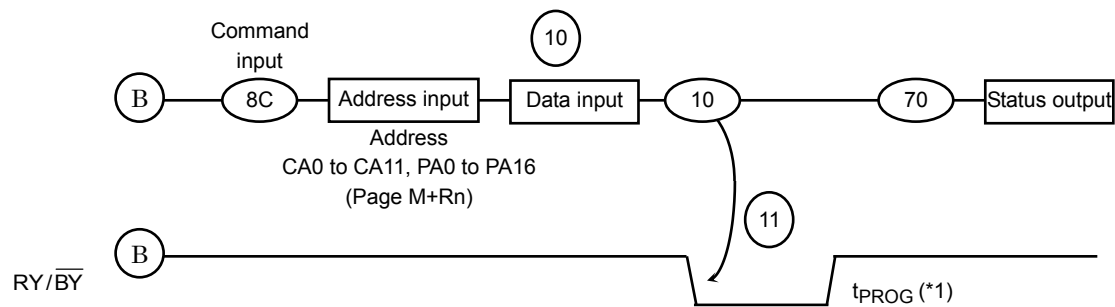 10
Command
input
B 8C Address input Data input 10 70 Status output
Address
CA0 to CA11, PA0 to PA16
(Page M+Rn)
11
B
RY/BY tPROG (*1)